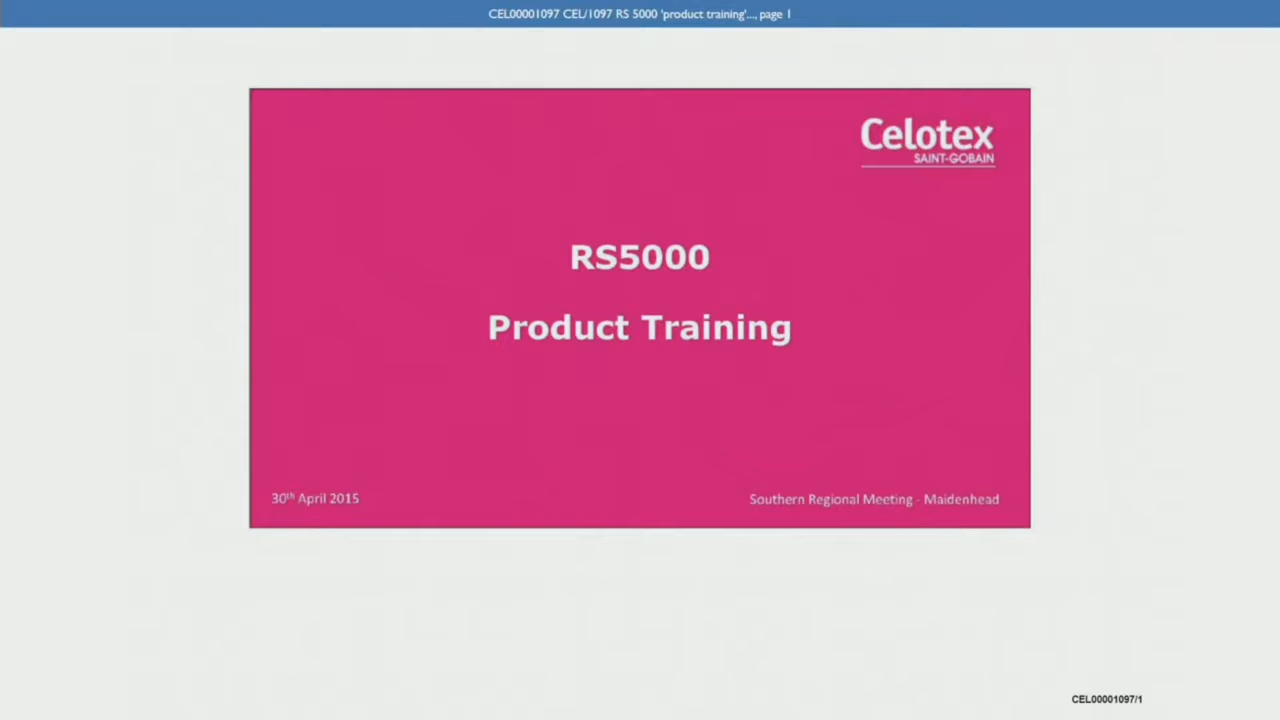 CEL00001097 CEL/1097 RS 5000 'product training'..., page 1
Celotex
SAINT-GOBAIN
RS5000
Product Training
30th April 2015
Southern Regional Meeting - Maidenhead
CEL00001097/1